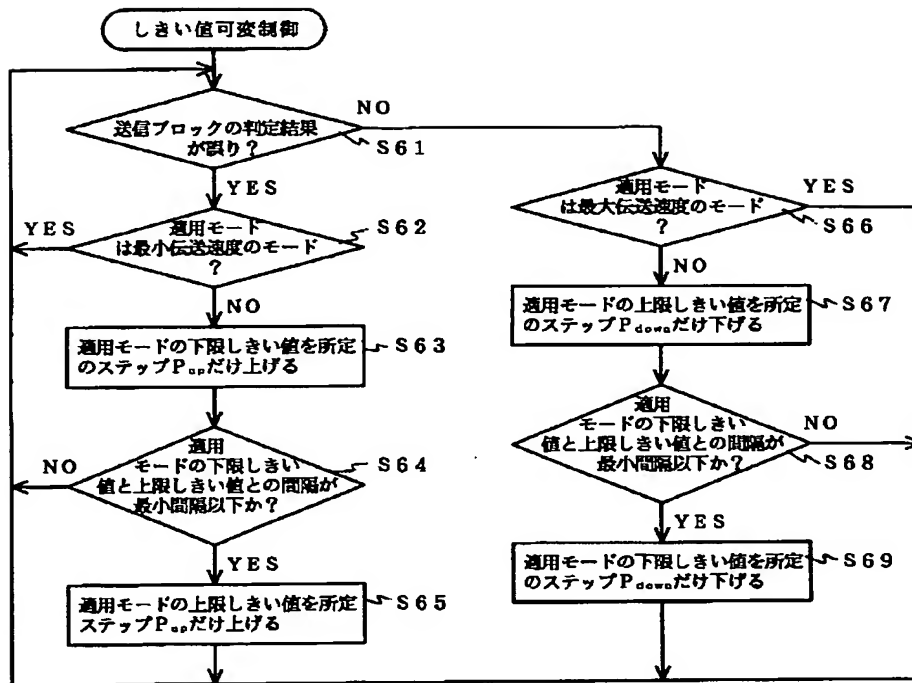 しきい値可変制御
送信ブロックの判定結果
が誤り？
NO
S61
YES
適用モード
は最小伝送速度のモード
？
YES
S62
NO
適用モードの下限しきい値を所定
のステップPupだけ上げる
S63
適用
モードの下限しきい
値と上限しきい値との間隔が
最小間隔以下か？
NO
S64
YES
適用モードの上限しきい値を所定
ステップPupだけ上げる
S65
適用モード
は最大伝送速度のモード
？
YES
S66
NO
適用モードの上限しきい値を所定
のステップPdownだけ下げる
S67
適用
モードの下限しきい
値と上限しきい値との間隔が
最小間隔以下か？
NO
S68
YES
適用モードの下限しきい値を所定
のステップPdownだけ下げる
S69